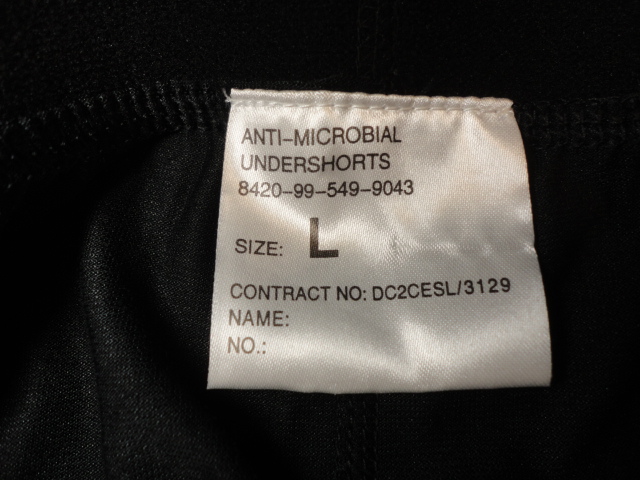 ANTI-MICROBIAL
UNDERSHORTS
8420-99-549-9043
SIZE: L
CONTRACT NO: DC2CESL/3129
NAME:
NO.: